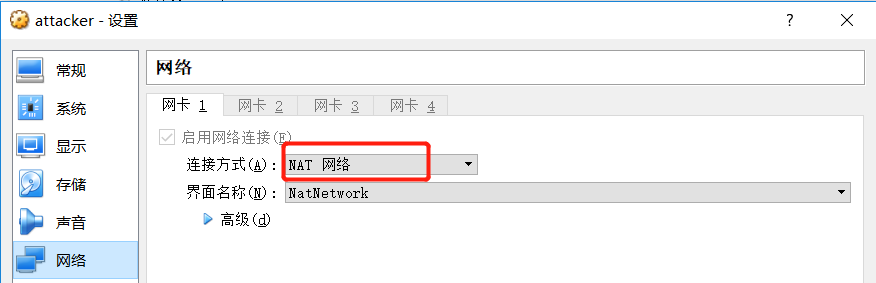 attacker - 设置
?
常规
系统
显示
存储
声音
网络
网络
网卡 1 网卡 2 网卡 3 网卡 4
启用网络连接(E)
连接方式(A): NAT 网络
界面名称(N): NatNetwork
高级(d)